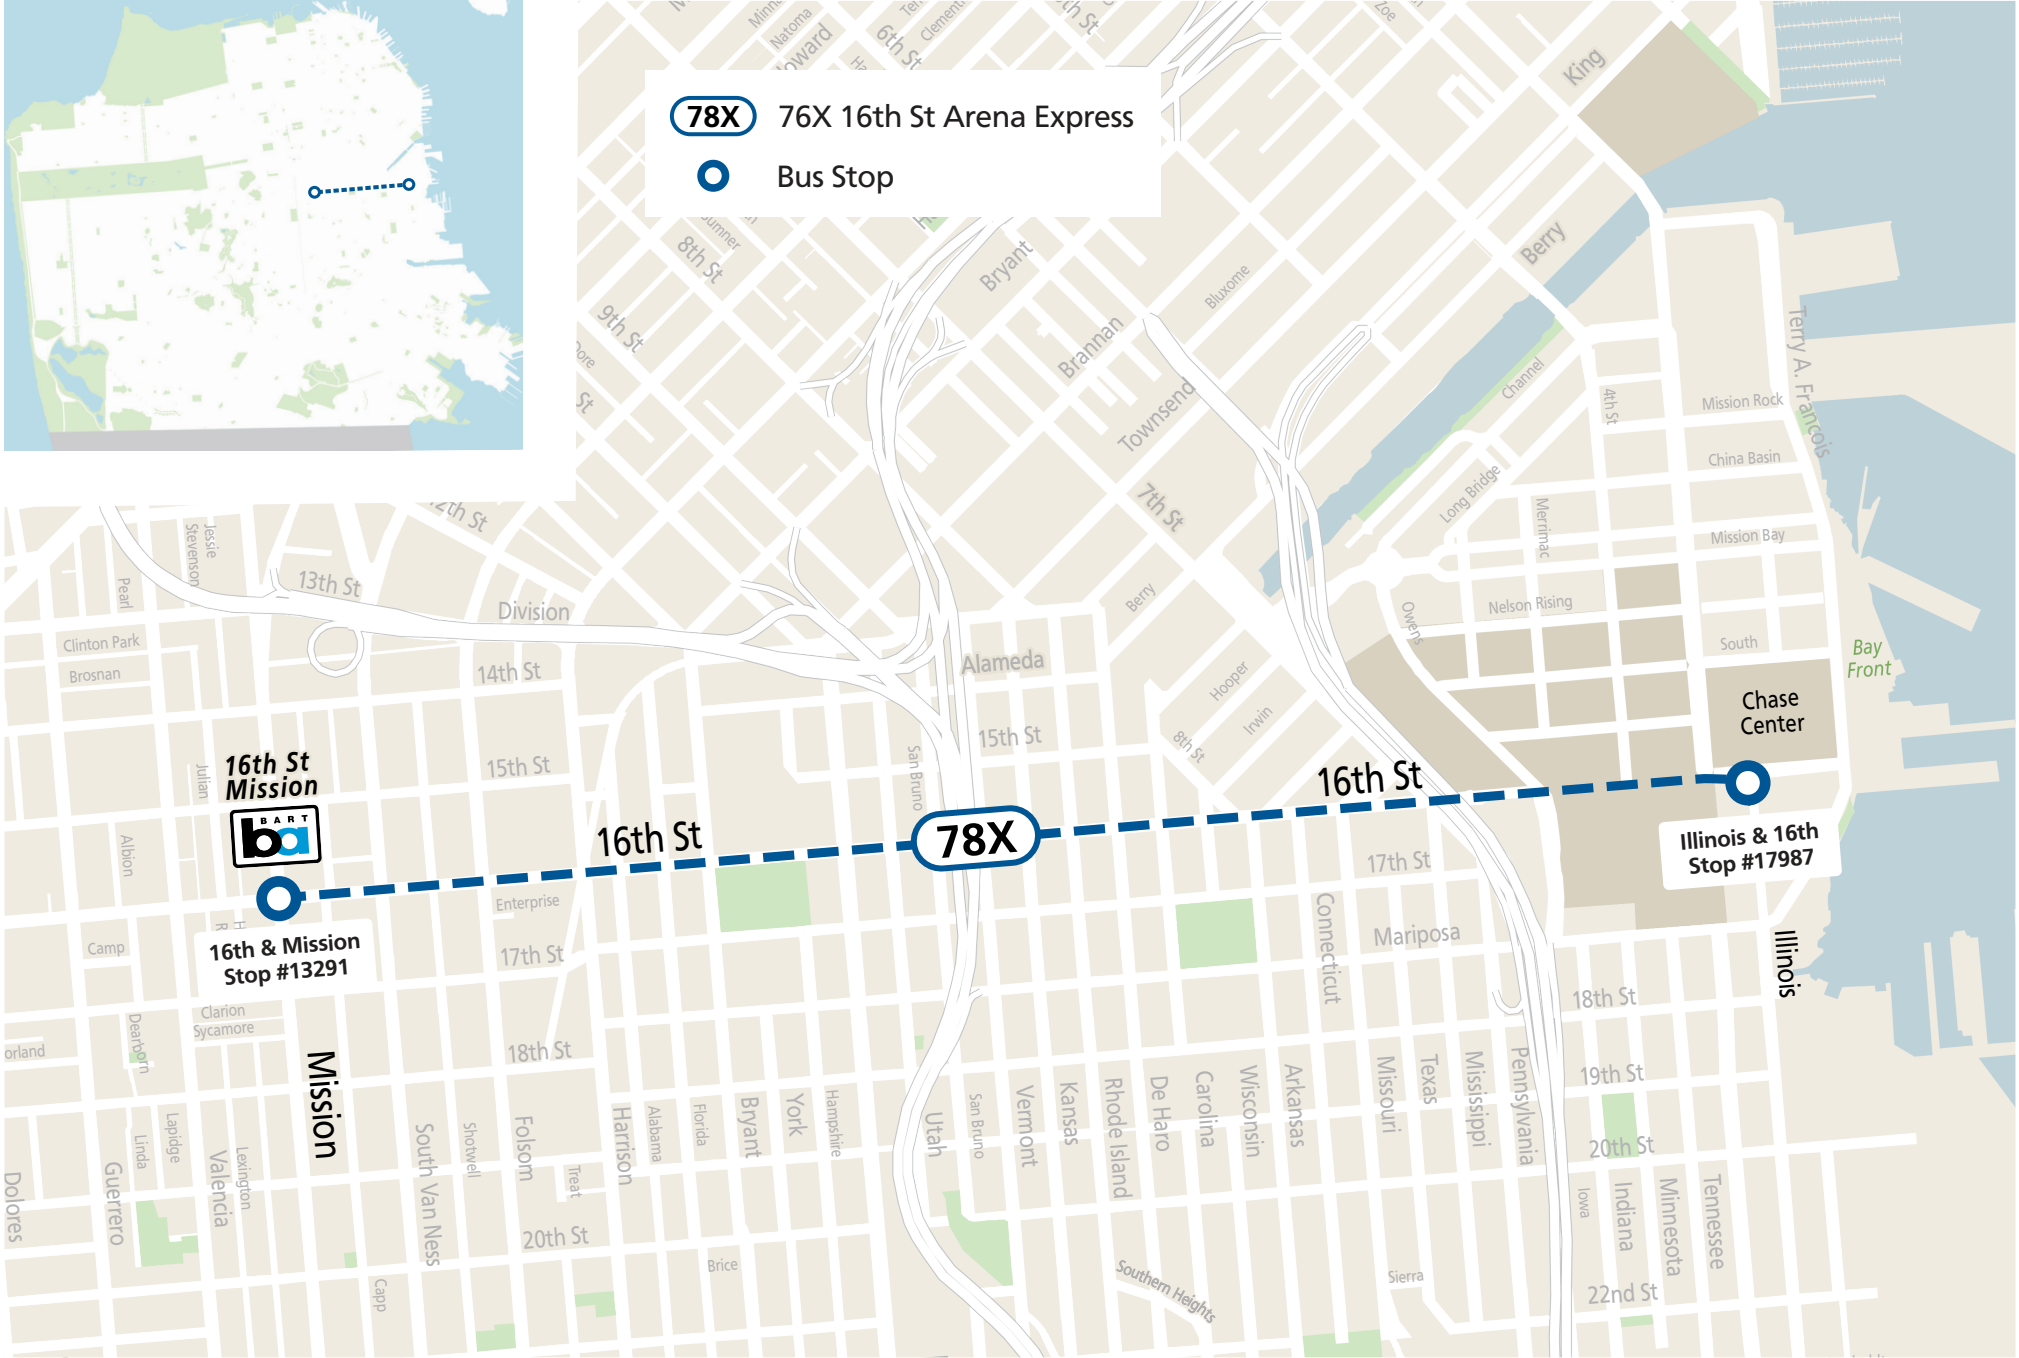 Natoma
6th St
Zoe
King
78X 76X 16th St Arena Express
Bus Stop
8th St
Bryant
Berry
Bluxome
9th St
Brannan
Terry A. Francois
Townsend
Channel
4th St
Mission Rock
China Basin
Long Bridge
7th St
12th St
Merrimac
Mission Bay
Jessie
Stevenson
13th St
Pearl
Division
Berry
Nelson Rising
Owens
Clinton Park
South
Bay
Front
Brosnan
14th St
Alameda
Hooper
Chase
Center
Irwin
15th St
8th St
16th St
Mission
Julian
15th St
San Bruno
16th St
BART
ba
Albion
16th St
78X
Illinois & 16th
Stop #17987
17th St
Enterprise
Connecticut
Mariposa
Camp
16th & Mission
Stop #13291
17th St
Illinois
Clarion
Sycamore
18th St
Dearborn
orland
18th St
Mission
19th St
Missouri
Texas
Mississippi
Pennsylvania
Arkansas
Wisconsin
Carolina
De Haro
Rhode Island
Kansas
Vermont
San Bruno
Utah
Hampshire
York
Bryant
Florida
Alabama
Harrison
Treat
Folsom
Shotwell
South Van Ness
Lexington
Valencia
Lapidge
Linda
Guerrero
Dolores
20th St
Iowa
Indiana
Minnesota
Tennessee
20th St
Brice
Capp
Southern Heights
Sierra
22nd St